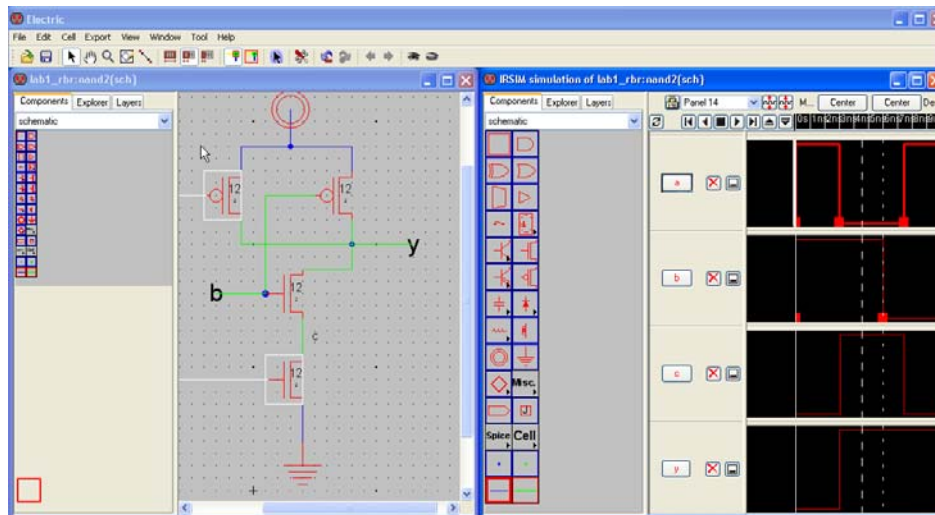 Electric
File Edit Cell Export View Window Tool Help
lab1_rbr:nand2{sch}
Components Explorer Layers
schematic
12
12
y
b
12
c
12
IRSIM simulation of lab1_rbr:nand2{sch}
Components Explorer Layers
schematic
Misc.
Spice Cell
Panel 14
M... Center Center De
a
b
c
y